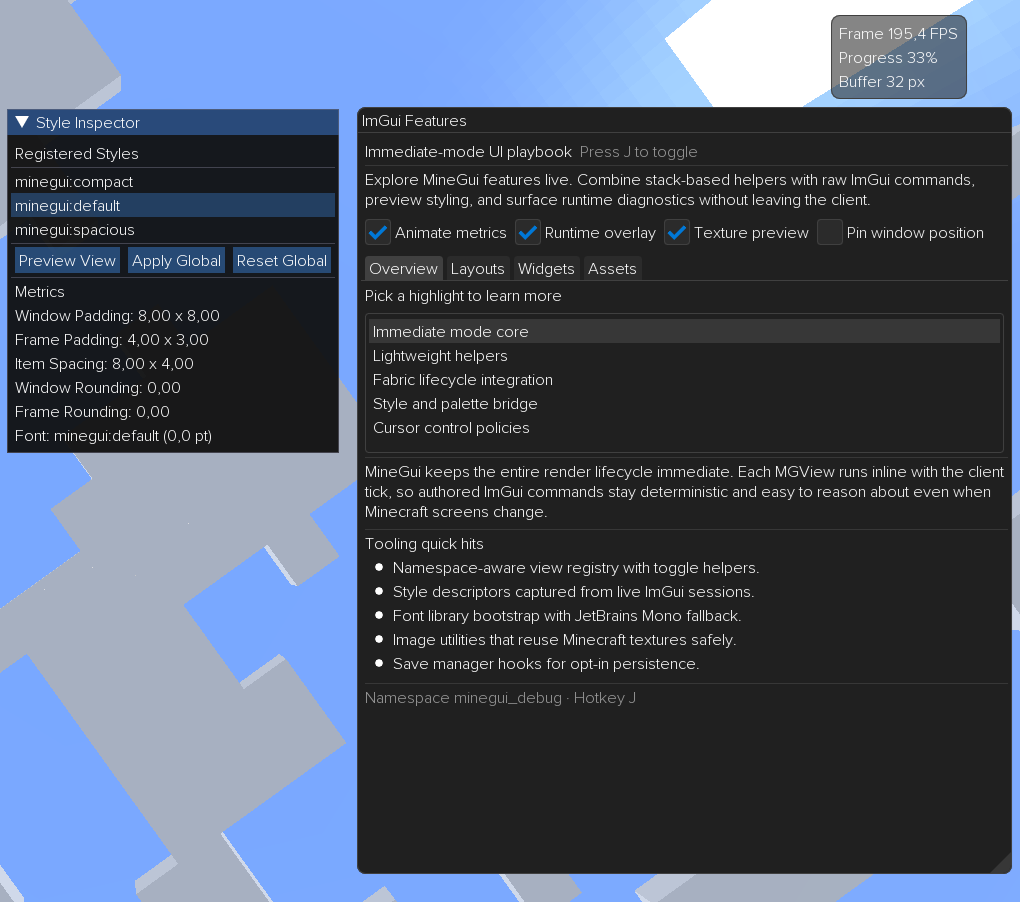 Frame 195,4 FPS
Progress 33%
Buffer 32 px
Style Inspector
Registered Styles
minegui:compact
minegui:default
minegui:spacious
Preview View
Apply Global
Reset Global
Metrics
Window Padding: 8,00 x 8,00
Frame Padding: 4,00 x 3,00
Item Spacing: 8,00 x 4,00
Window Rounding: 0,00
Frame Rounding: 0,00
Font: minegui:default (0,0 pt)
ImGui Features
Immediate-mode UI playbook Press J to toggle
Explore MineGui features live. Combine stack-based helpers with raw ImGui commands,
preview styling, and surface runtime diagnostics without leaving the client.
Animate metrics Runtime overlay Texture preview Pin window position
Overview Layouts Widgets Assets
Pick a highlight to learn more
Immediate mode core
Lightweight helpers
Fabric lifecycle integration
Style and palette bridge
Cursor control policies
MineGui keeps the entire render lifecycle immediate. Each MGView runs inline with the client
tick, so authored ImGui commands stay deterministic and easy to reason about even when
Minecraft screens change.
Tooling quick hits
Namespace-aware view registry with toggle helpers.
Style descriptors captured from live ImGui sessions.
Font library bootstrap with JetBrains Mono fallback.
Image utilities that reuse Minecraft textures safely.
Save manager hooks for opt-in persistence.
Namespace minegui_debug · Hotkey J